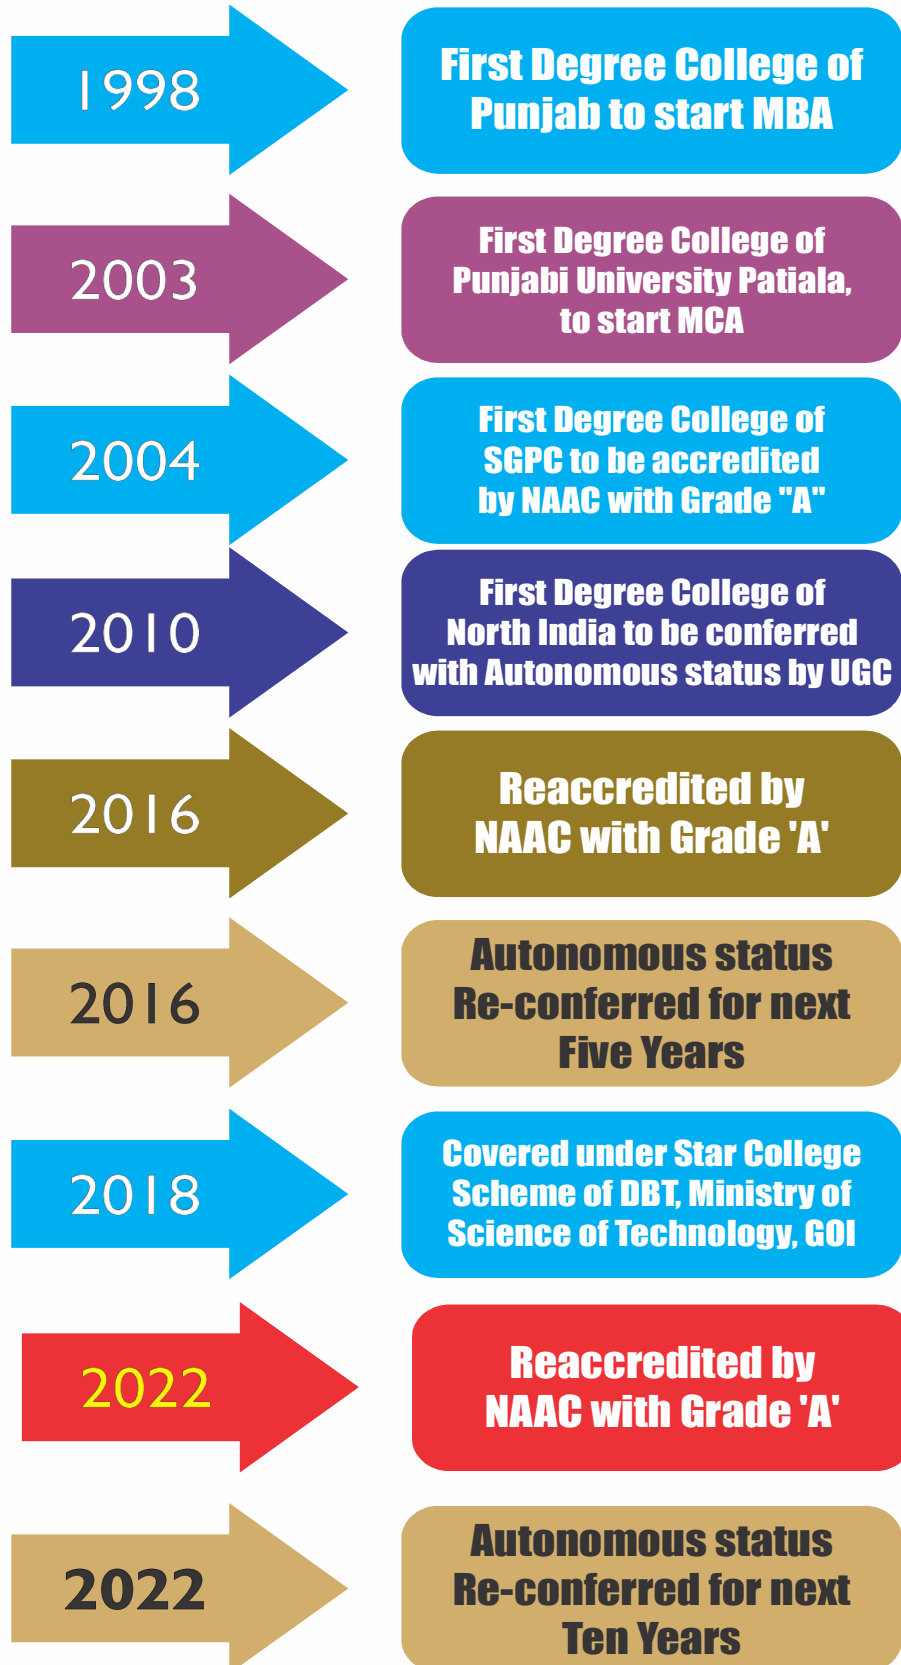 1998
First Degree College of
Punjab to start MBA
2003
First Degree College of
Punjabi University Patiala,
to start MCA
2004
First Degree College of
SGPC to be accredited
by NAAC with Grade "A"
2010
First Degree College of
North India to be conferred
with Autonomous status by UGC
2016
Reaccredited by
NAAC with Grade 'A'
2016
Autonomous status
Re-conferred for next
Five Years
2018
Covered under Star College
Scheme of DBT, Ministry of
Science of Technology, GOI
2022
Reaccredited by
NAAC with Grade 'A'
2022
Autonomous status
Re-conferred for next
Ten Years